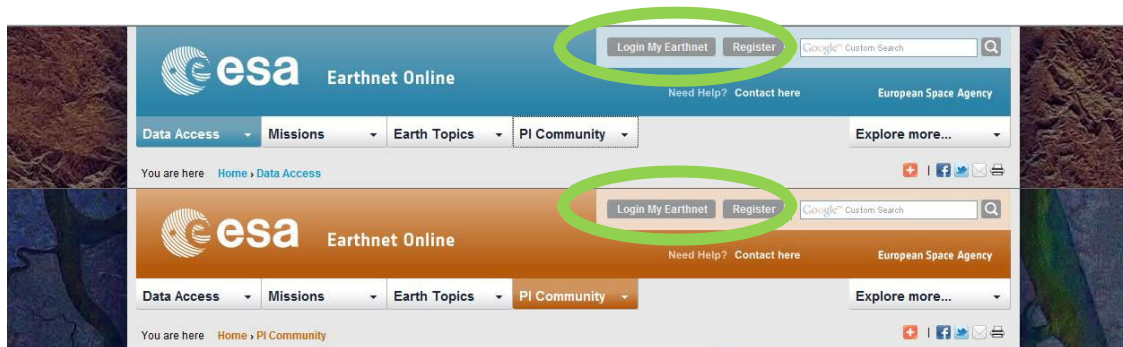 Login My Earthnet Register Google™ Custom Search
esa Earthnet Online
Need Help? Contact here European Space Agency
Data Access Missions Earth Topics PI Community Explore more...
You are here Home › Data Access
Login My Earthnet Register Google™ Custom Search
esa Earthnet Online
Need Help? Contact here European Space Agency
Data Access Missions Earth Topics PI Community Explore more...
You are here Home › PI Community